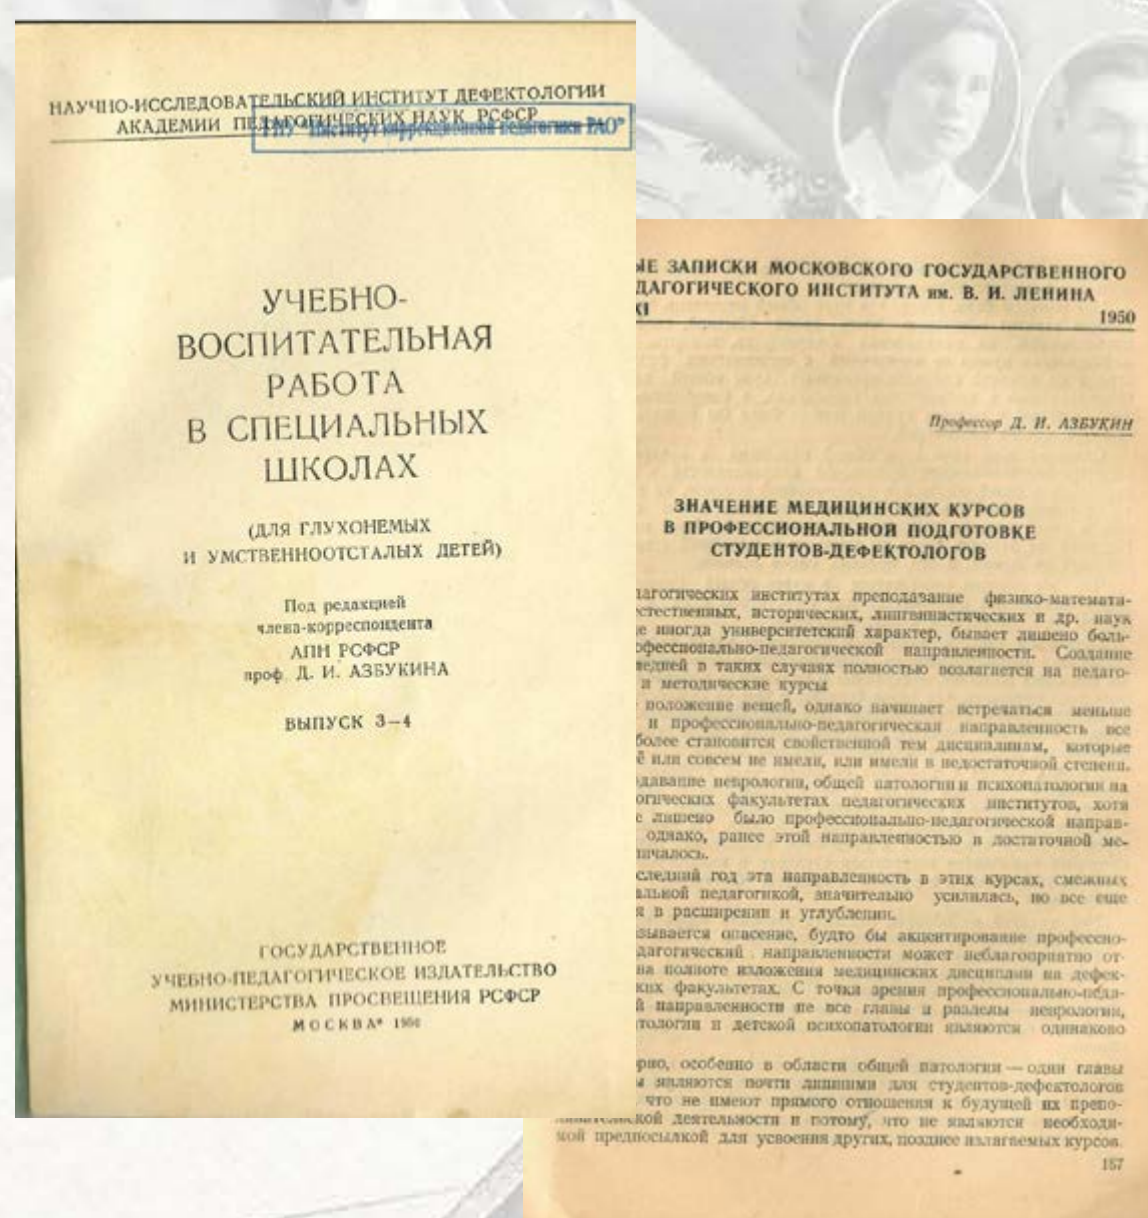 НАУЧНО-ИССЛЕДОВАТЕЛЬСКИЙ ИНСТИТУТ ДЕФЕКТОЛОГИИ
АКАДЕМИИ ПЕДАГОГИЧЕСКИХ НАУК РСФСР
"Институт коррекционной педагогики РАО"
УЧЕБНО-
ВОСПИТАТЕЛЬНАЯ
РАБОТА
В СПЕЦИАЛЬНЫХ
ШКОЛАХ
(ДЛЯ ГЛУХОНЕМЫХ
И УМСТВЕННООТСТАЛЫХ ДЕТЕЙ)
Под редакцией
члена-корреспондента
АПН РСФСР
проф. Д. И. АЗБУКИНА
ВЫПУСК 3—4
ГОСУДАРСТВЕННОЕ
УЧЕБНО-ПЕДАГОГИЧЕСКОЕ ИЗДАТЕЛЬСТВО
МИНИСТЕРСТВА ПРОСВЕЩЕНИЯ РСФСР
МОСКВА*
ЫЕ ЗАПИСКИ МОСКОВСКОГО ГОСУДАРСТВЕННОГО
ДАГОГИЧЕСКОГО ИНСТИТУТА им. В. И. ЛЕНИНА
1950
Профессор Д. И. АЗБУКИН
ЗНАЧЕНИЕ МЕДИЦИНСКИХ КУРСОВ
В ПРОФЕССИОНАЛЬНОЙ ПОДГОТОВКЕ
СТУДЕНТОВ-ДЕФЕКТОЛОГОВ
дагогических институтах преподавание физико-математи-
стественных, исторических, лингвинистических и др. наук
е иногда университетский характер, бывает лишено боль-
офессионально-педагогической направленности. Создание
ледней в таких случаях полностью возлагается на педаго-
и методические курсы
положение вещей, однако начинает встречаться меньше
и профессионально-педагогическая направленность все
более становится свойственной тем дисциплинам, которые
ё или совсем не имели, или имели в недостаточной степени.
давание неврологии, общей патологии и психопатологии на
огических факультетах педагогических институтов, хотя
е лишено было профессионально-педагогической направ-
однако, ранее этой направленностью в достаточной ме-
ичалось.
следний год эта направленность в этих курсах, смежных
альной педагогикой, значительно усилилась, но все еще
я в расширении и углублении.
зывается опасение, будто бы акцентирование профессио-
дагогический направленности может неблагоприятно от-
на полноте изложения медицинских дисциплин на дефек-
ких факультетах. С точки зрения профессионально-педа-
й направленности не все главы и разделы неврологии,
тологии и детской психопатологии являются одинаково
рно, особенно в области общей патологии — одни главы
ы являются почти лишними для студентов-дефектологов
что не имеют прямого отношения к будущей их препо-
давательской деятельности и потому, что не являются необходи-
мой предпосылкой для усвоения других, позднее излагаемых курсов.
157